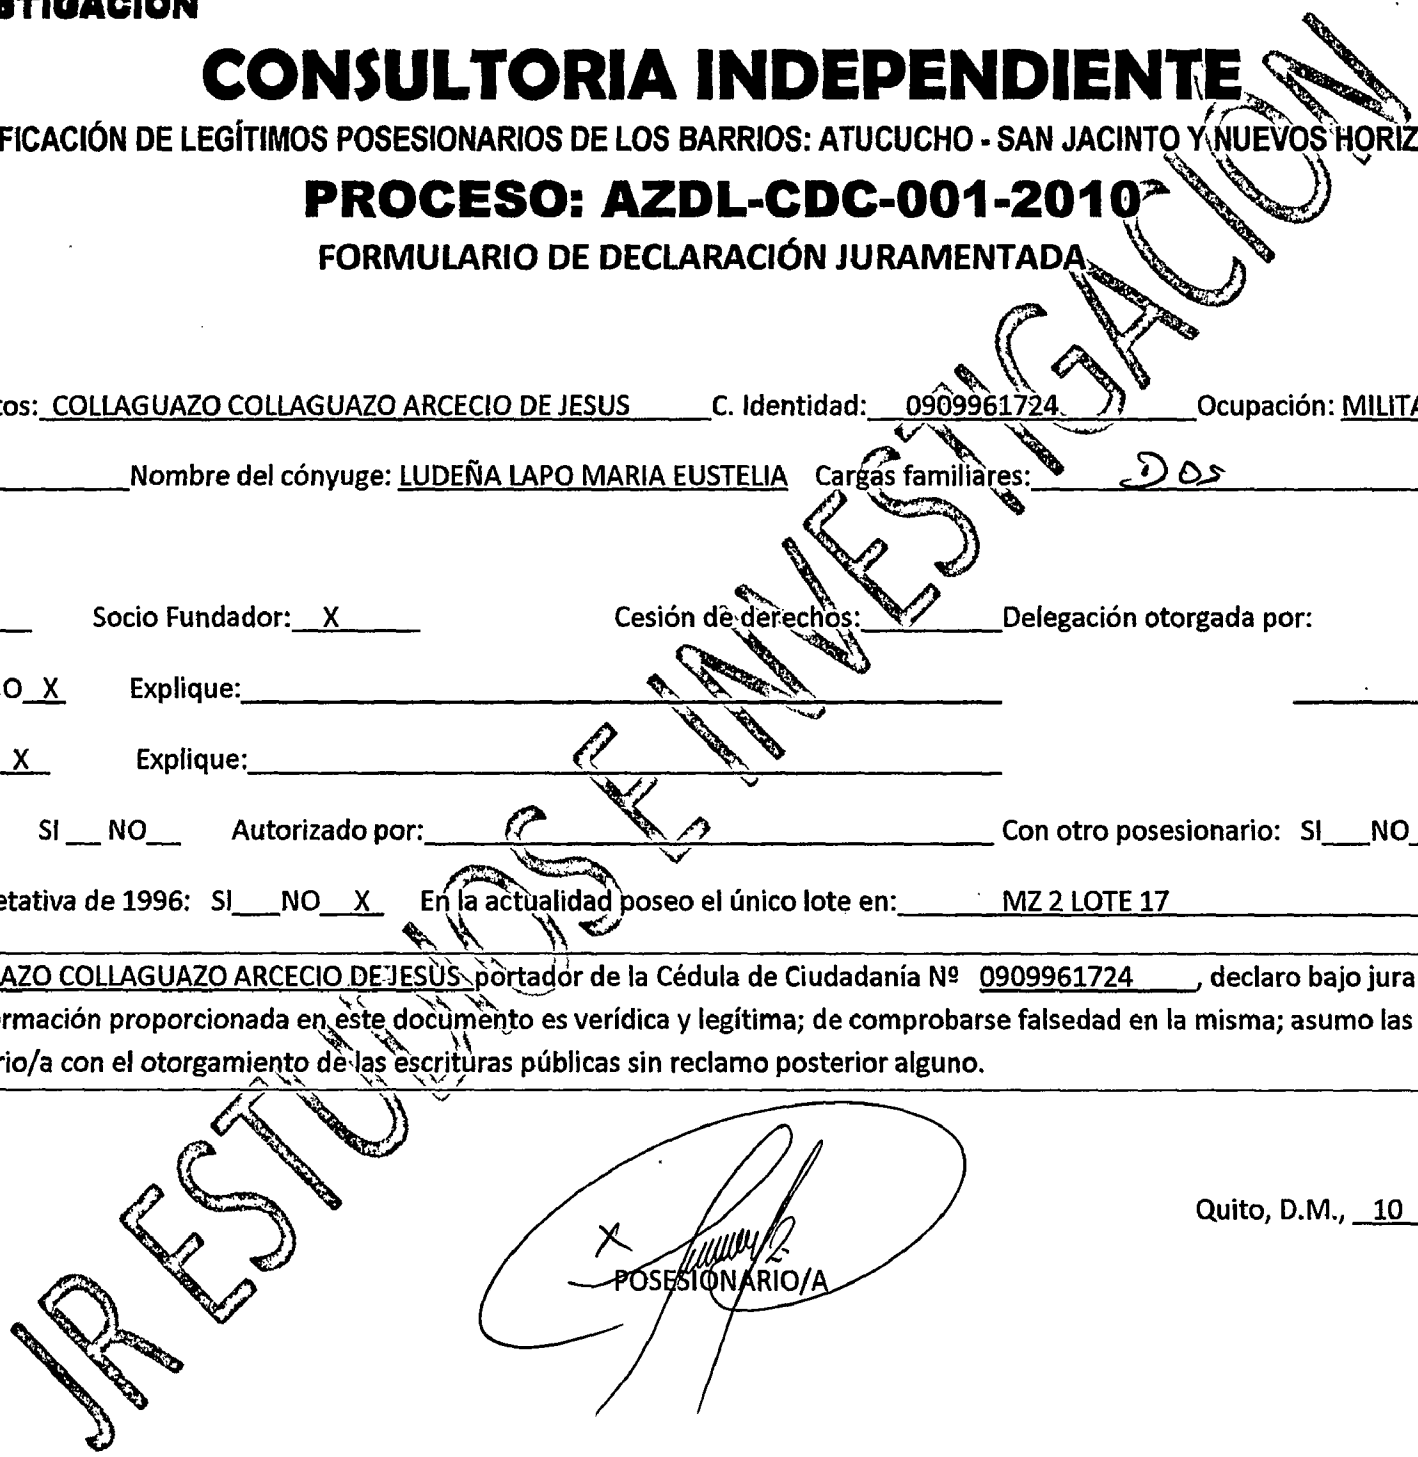 STIGACION
CONSULTORIA INDEPENDIENTE
FICACIÓN DE LEGÍTIMOS POSESIONARIOS DE LOS BARRIOS: ATUCUCHO - SAN JACINTO Y NUEVOS HORIZ
PROCESO: AZDL-CDC-001-2010
FORMULARIO DE DECLARACIÓN JURAMENTADA
tos: COLLAGUAZO COLLAGUAZO ARCECIO DE JESUS C. Identidad: 0909961724 Ocupación: MILITA
Nombre del cónyuge: LUDEÑA LAPO MARIA EUSTELIA Cargas familiares: DOS
Socio Fundador: X Cesión de derechos: Delegación otorgada por:
O X Explique:
X Explique:
SI NO Autorizado por: Con otro posesionario: SI NO
etativa de 1996: SI NO X En la actualidad poseo el único lote en: MZ 2 LOTE 17
AZO COLLAGUAZO ARCECIO DE JESUS portador de la Cédula de Ciudadanía Nº 0909961724 , declaro bajo jura
rmación proporcionada en este documento es verídica y legítima; de comprobarse falsedad en la misma; asumo las
rio/a con el otorgamiento de las escrituras públicas sin reclamo posterior alguno.
Quito, D.M., 10
X
POSESIONARIO/A
JR ESTUDIOS E INVESTIGACION